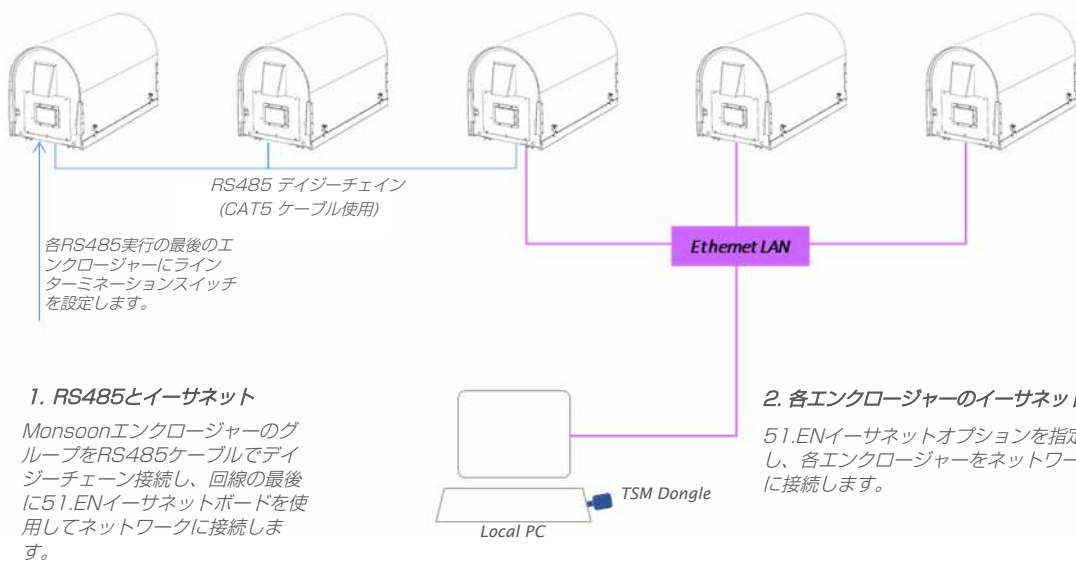 RS485 デイジーチェイン
(CAT5 ケーブル使用)
各RS485実行の最後のエ
ンクロージャーにライン
ターミネーションスイッチ
を設定します。
Ethernet LAN
1. RS485とイーサネット
Monsoonエンクロージャーのグ
ループをRS485ケーブルでデイ
ジーチェーン接続し、回線の最後
に51.ENイーサネットボードを使
用してネットワークに接続しま
す。
TSM Dongle
Local PC
2. 各エンクロージャーのイーサネット
51.ENイーサネットオプションを指定
し、各エンクロージャーをネットワー
に接続します。